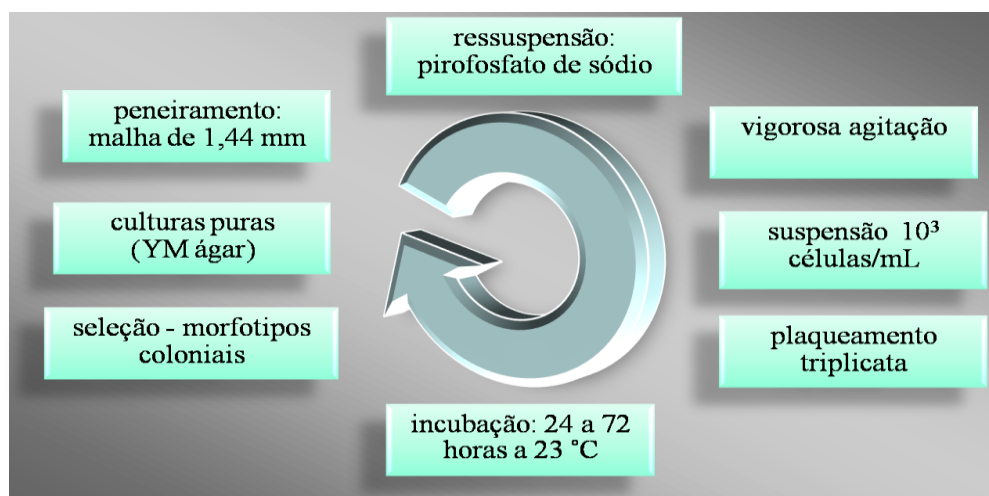 peneiramento:
malha de 1,44 mm
ressuspensão:
pirofosfato de sódio
vigorosa agitação
suspensão 10³
células/mL
plaqueamento
triplicata
incubação: 24 a 72
horas a 23 °C
seleção - morfotipos
coloniais
culturas puras
(YM ágar)